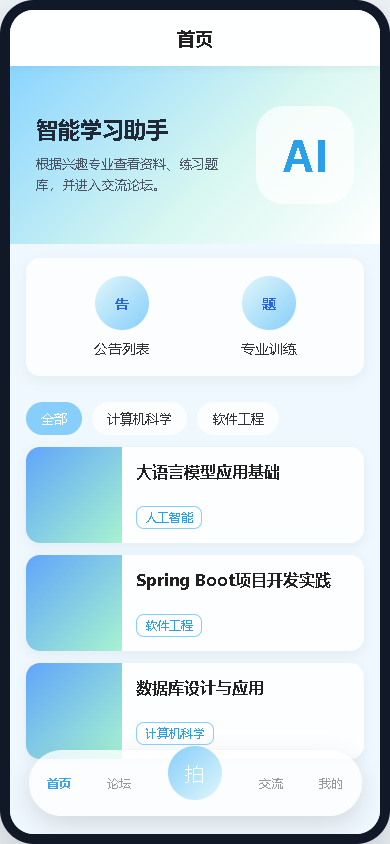 首页
智能学习助手
根据兴趣专业查看资料、练习题
库，并进入交流论坛。
AI
告
题
公告列表
专业训练
全部
计算机科学
软件工程
大语言模型应用基础
人工智能
Spring Boot项目开发实践
软件工程
数据库设计与应用
计算机科学
首页
论坛
拍
交流
我的